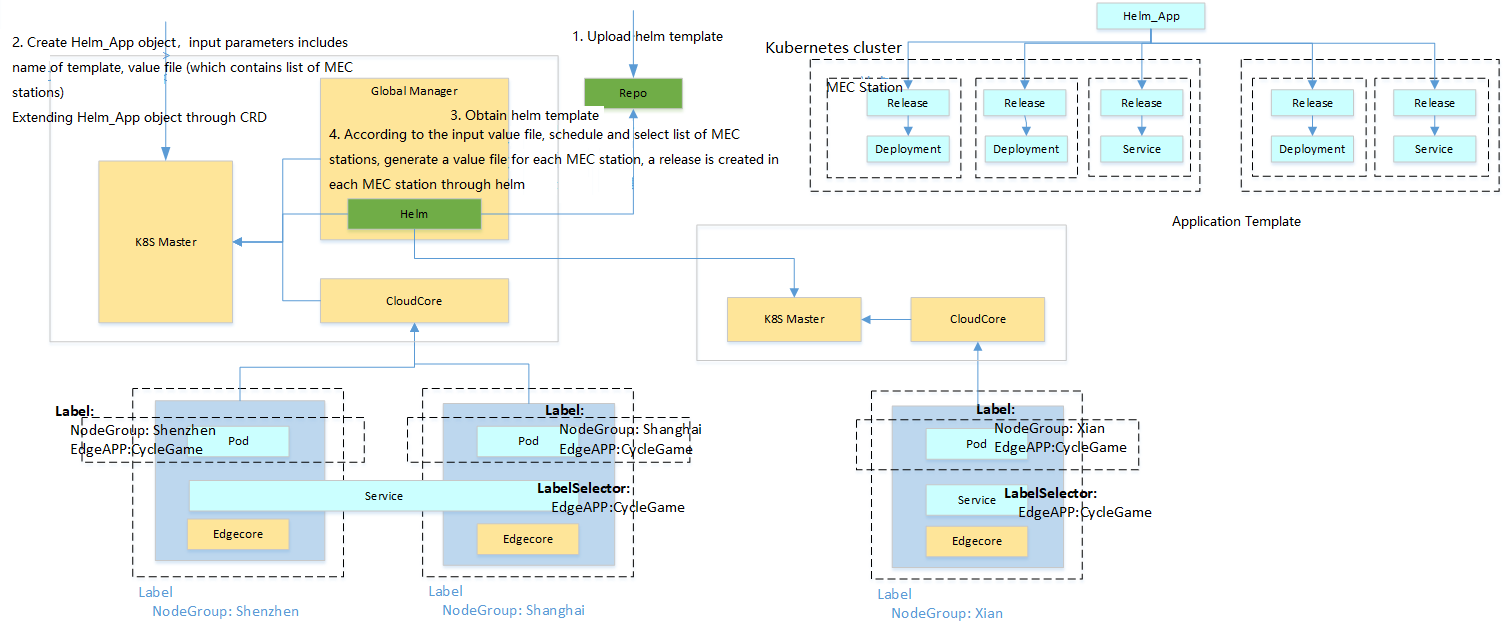 2. Create Helm_App object，input parameters includes
name of template, value file (which contains list of MEC
stations)
Extending Helm_App object through CRD
1. Upload helm template
Repo
Global Manager
3. Obtain helm template
4. According to the input value file, schedule and select list of MEC
stations, generate a value file for each MEC station, a release is created in
each MEC station through helm
Helm
K8S Master
CloudCore
Helm_App
Kubernetes cluster
MEC Station
Release
Release
Release
Release
Release
Deployment
Deployment
Service
Deployment
Service
Application Template
K8S Master
CloudCore
Label:
NodeGroup: Shenzhen
EdgeAPP:CycleGame
Pod
Label:
NodeGroup: Shanghai
EdgeAPP:CycleGame
Pod
Service
LabelSelector:
EdgeAPP:CycleGame
Edgecore
Edgecore
Label
NodeGroup: Shenzhen
Label
NodeGroup: Shanghai
Label:
NodeGroup: Xian
EdgeAPP:CycleGame
Pod
Service
LabelSelector:
EdgeAPP:CycleGame
Edgecore
Label
NodeGroup: Xian